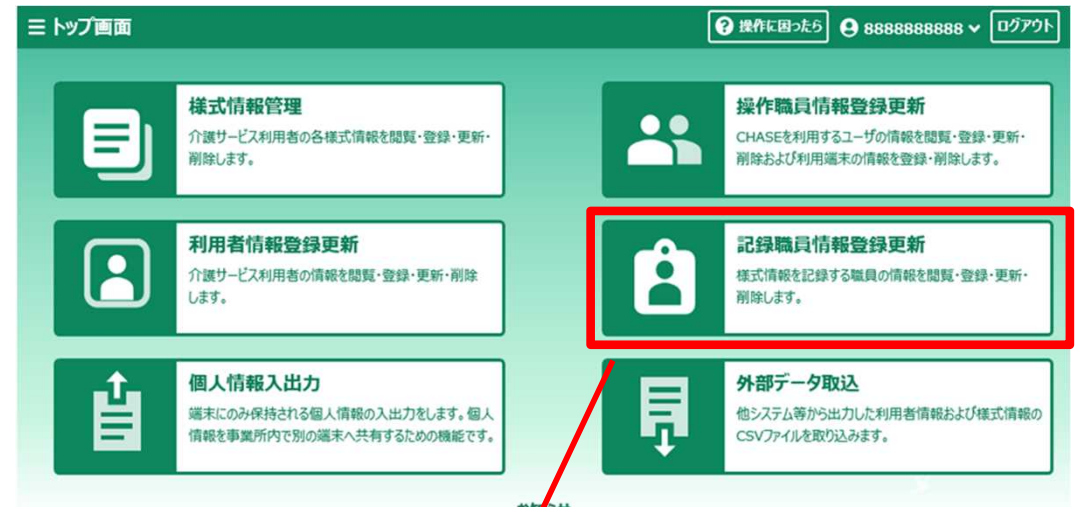 トップ画面
操作に困ったら
8888888888
ログアウト
様式情報管理
介護サービス利用者の各様式情報を閲覧・登録・更新・
削除します。
操作職員情報登録更新
CHASEを利用するユーザの情報を閲覧・登録・更新・
削除および利用端末の情報を登録・削除します。
利用者情報登録更新
介護サービス利用者の情報を閲覧・登録・更新・削除
します。
記録職員情報登録更新
様式情報を記録する職員の情報を閲覧・登録・更新・
削除します。
個人情報入出力
端末にのみ保持される個人情報の入出力をします。個人
情報を事業所内で別の端末へ共有するための機能です。
外部データ取込
他システム等から出力した利用者情報および様式情報の
CSVファイルを取り込みます。